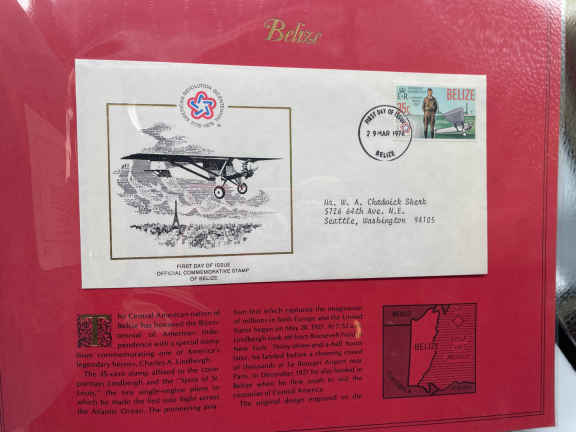 Belize
AMERICAN REVOLUTION BICENTENNIAL
1776-1976
BELIZE
35c
FIRST DAY OF ISSUE
29 MAR 1976
BELIZE
Mr. W. A. Chadwick Sherk
5716 64th Ave. N.E.
Seattle, Washington 98105
FIRST DAY OF ISSUE
OFFICIAL COMMEMORATIVE STAMP
OF BELIZE
The Central American nation of
Belize has honored the Bicen-
tennial of American Inde-
pendence with a special stamp
issue commemorating one of America's
legendary heroes, Charles A. Lindbergh.
The 35-cent stamp affixed to the cover
portrays Lindbergh and the "Spirit of St.
Louis," the tiny single-engine plane in
which he made the first solo flight across
the Atlantic Ocean. The pioneering avia-
tion feat which captured the imagination
of millions in both Europe and the United
States began on May 20, 1927. At 7:52 a.m.
Lindbergh took off from Roosevelt Field in
New York. Thirty-three-and-a-half hours
later, he landed before a cheering crowd
of thousands at Le Bourget Airport near
Paris. In December 1927 he also landed in
Belize when he flew south to visit the
countries of Central America.
The original design engraved on the
BELIZE
BELIZE